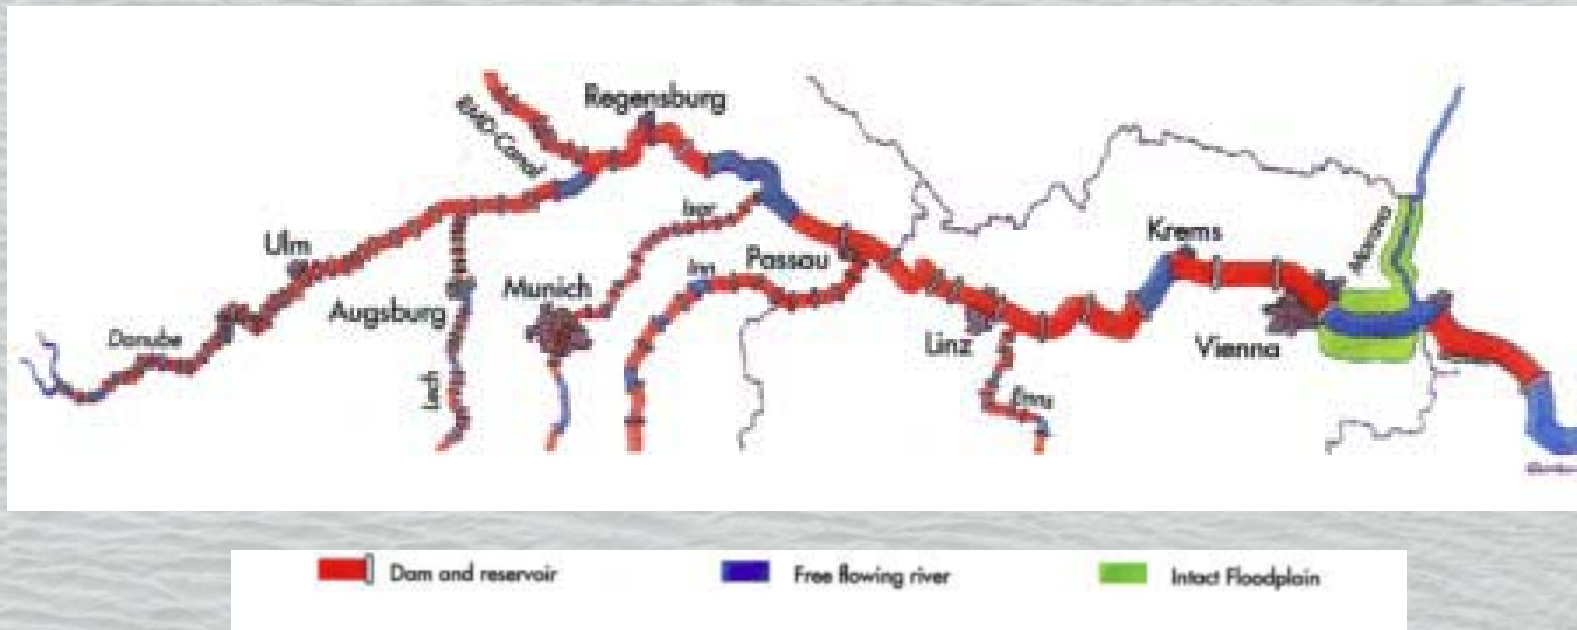 RMD-Canal
Regensburg
Isar
Ulm
Inn
Passau
Krems
Morava
Munich
Augsburg
Danube
Linz
Vienna
Lech
Enns
Dam and reservoir
Free flowing river
Intact Floodplain